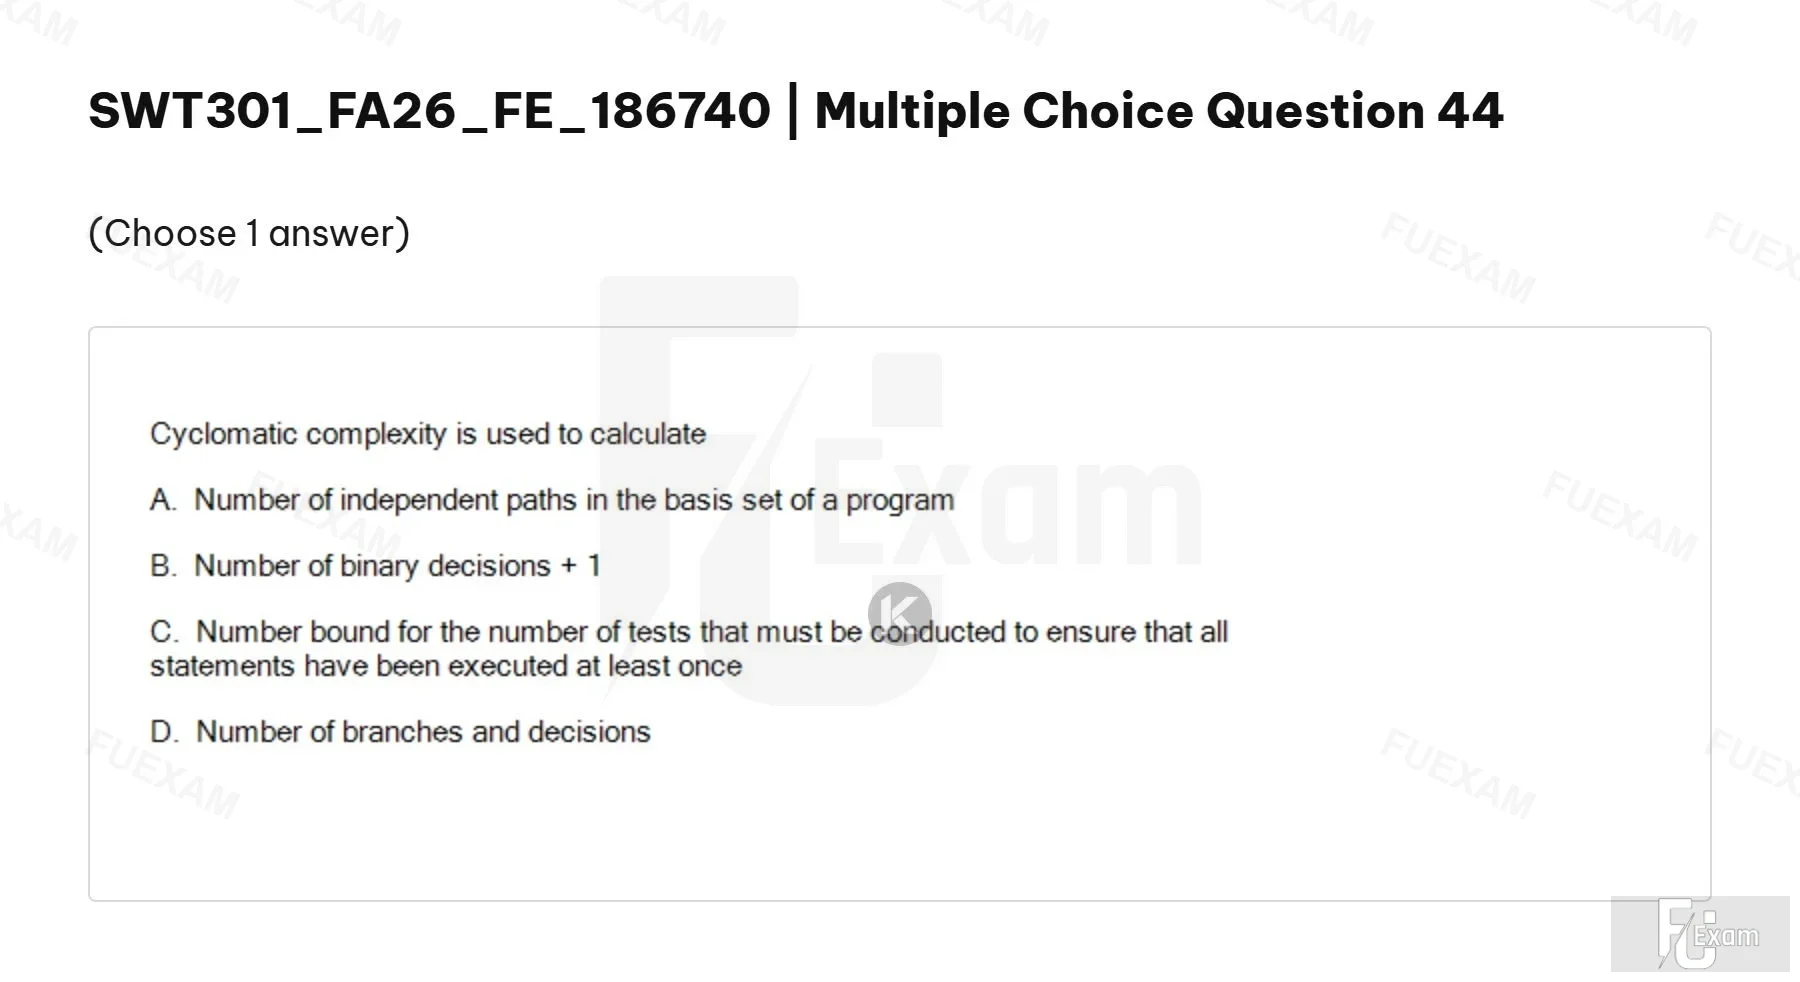 SWT301_FA26_FE_186740 | Multiple Choice Question 44
(Choose 1 answer)
Cyclomatic complexity is used to calculate
A. Number of independent paths in the basis set of a program
B. Number of binary decisions + 1
C. Number bound for the number of tests that must be conducted to ensure that all
statements have been executed at least once
D. Number of branches and decisions
FU Exam
FUEXAM